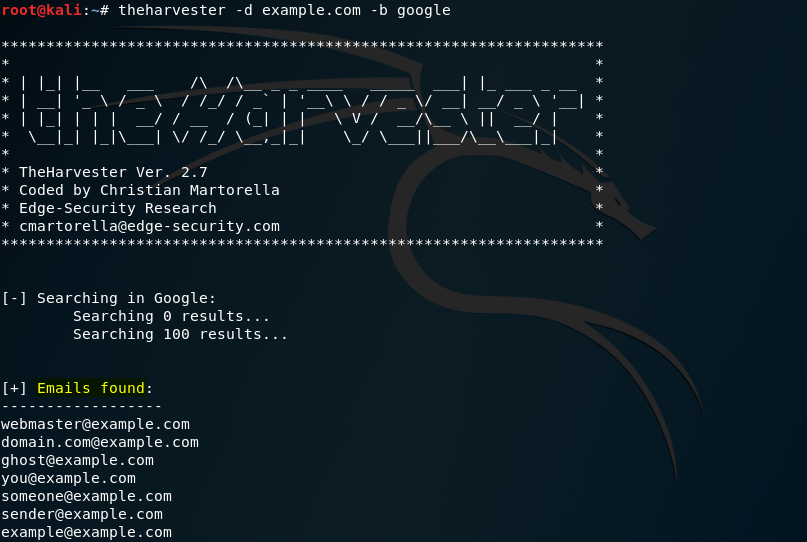 root@kali:~# theharvester -d example.com -b google
*******************************************************************
*                                                                 *
* | |_| |__   ___    /\  /\__ _ _ ____   _____  ___| |_ ___ _ __  *
* | __| '_ \ / _ \  / /_/ / _` | '__\ \ / / _ \/ __| __/ _ \ '__| *
* | |_| | | |  __/ / __  / (_| | |   \ V /  __/\__ \ ||  __/ |    *
*  \__|_| |_|\___| \/ /_/ \__,_|_|    \_/ \___||___/\__\___|_|    *
*                                                                 *
* TheHarvester Ver. 2.7                                           *
* Coded by Christian Martorella                                   *
* Edge-Security Research                                          *
* cmartorella@edge-security.com                                   *
*******************************************************************
[-] Searching in Google:
        Searching 0 results...
        Searching 100 results...
[+] Emails found:
------------------
webmaster@example.com
domain.com@example.com
ghost@example.com
you@example.com
someone@example.com
sender@example.com
example@example.com